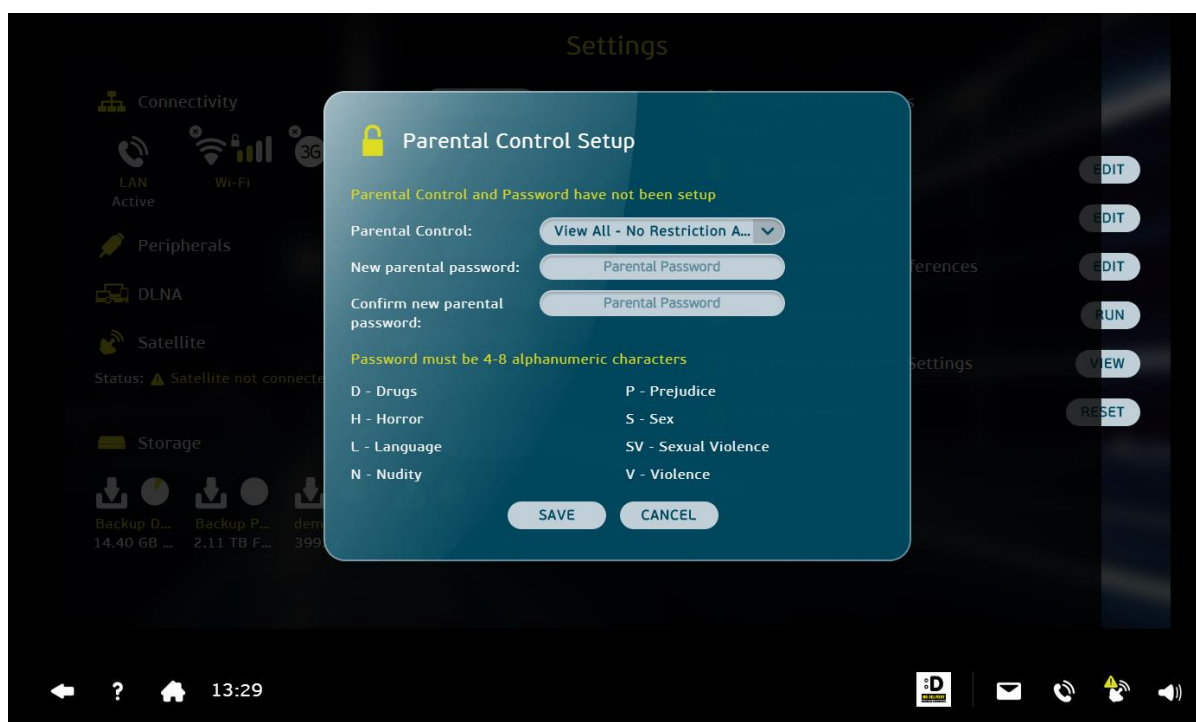 Settings
Connectivity
LAN
Active
Wi-Fi
3G
Peripherals
DLNA
Satellite
Status: Satellite not connecte
Storage
Backup D...
14.40 GB ...
Backup P...
2.11 TB F...
dem
399
Parental Control Setup
Parental Control and Password have not been setup
Parental Control: View All - No Restriction A...
New parental password: Parental Password
Confirm new parental password: Parental Password
Password must be 4-8 alphanumeric characters
D - Drugs P - Prejudice
H - Horror S - Sex
L - Language SV - Sexual Violence
N - Nudity V - Violence
SAVE CANCEL
s
EDIT
EDIT
ferences EDIT
RUN
Settings VIEW
RESET
? 13:29
:D